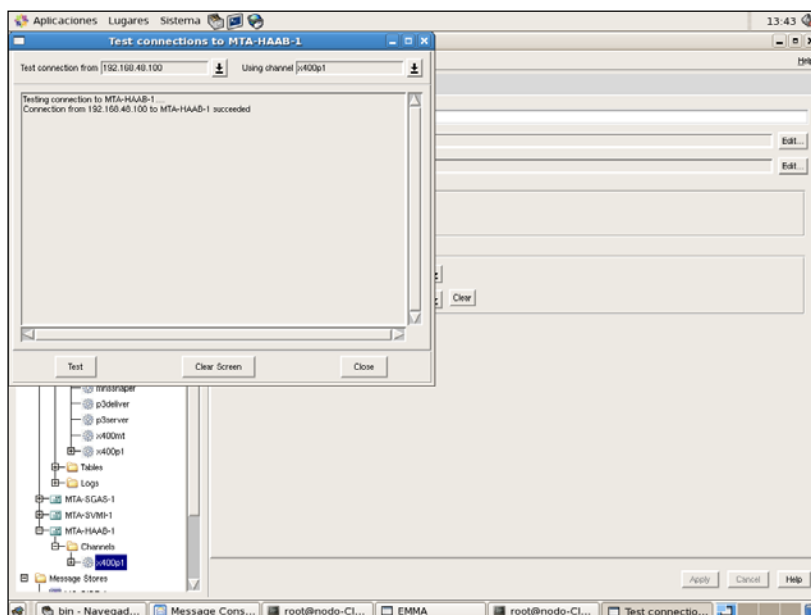 Aplicaciones Lugares Sistema 13:43
Test connections to MTA-HAAB-1
Help
Test connection from 192.168.48.100 Using channel x400p1
Testing connection to MTA-HAAB-1...
Connection from 192.168.48.100 to MTA-HAAB-1 succeeded
Edit...
Edit...
Clear
Test Clear Screen Close
p3deliver
p3server
x400mt
x400p1
Tables
Logs
MTA-SGAS-1
MTA-SVMI-1
MTA-HAAB-1
Channels
x400p1
Message Stores
Apply Cancel Help
bin - Navegad... Message Cons... root@nodo-Cl... EMMA root@nodo-Cl... Test connectio...